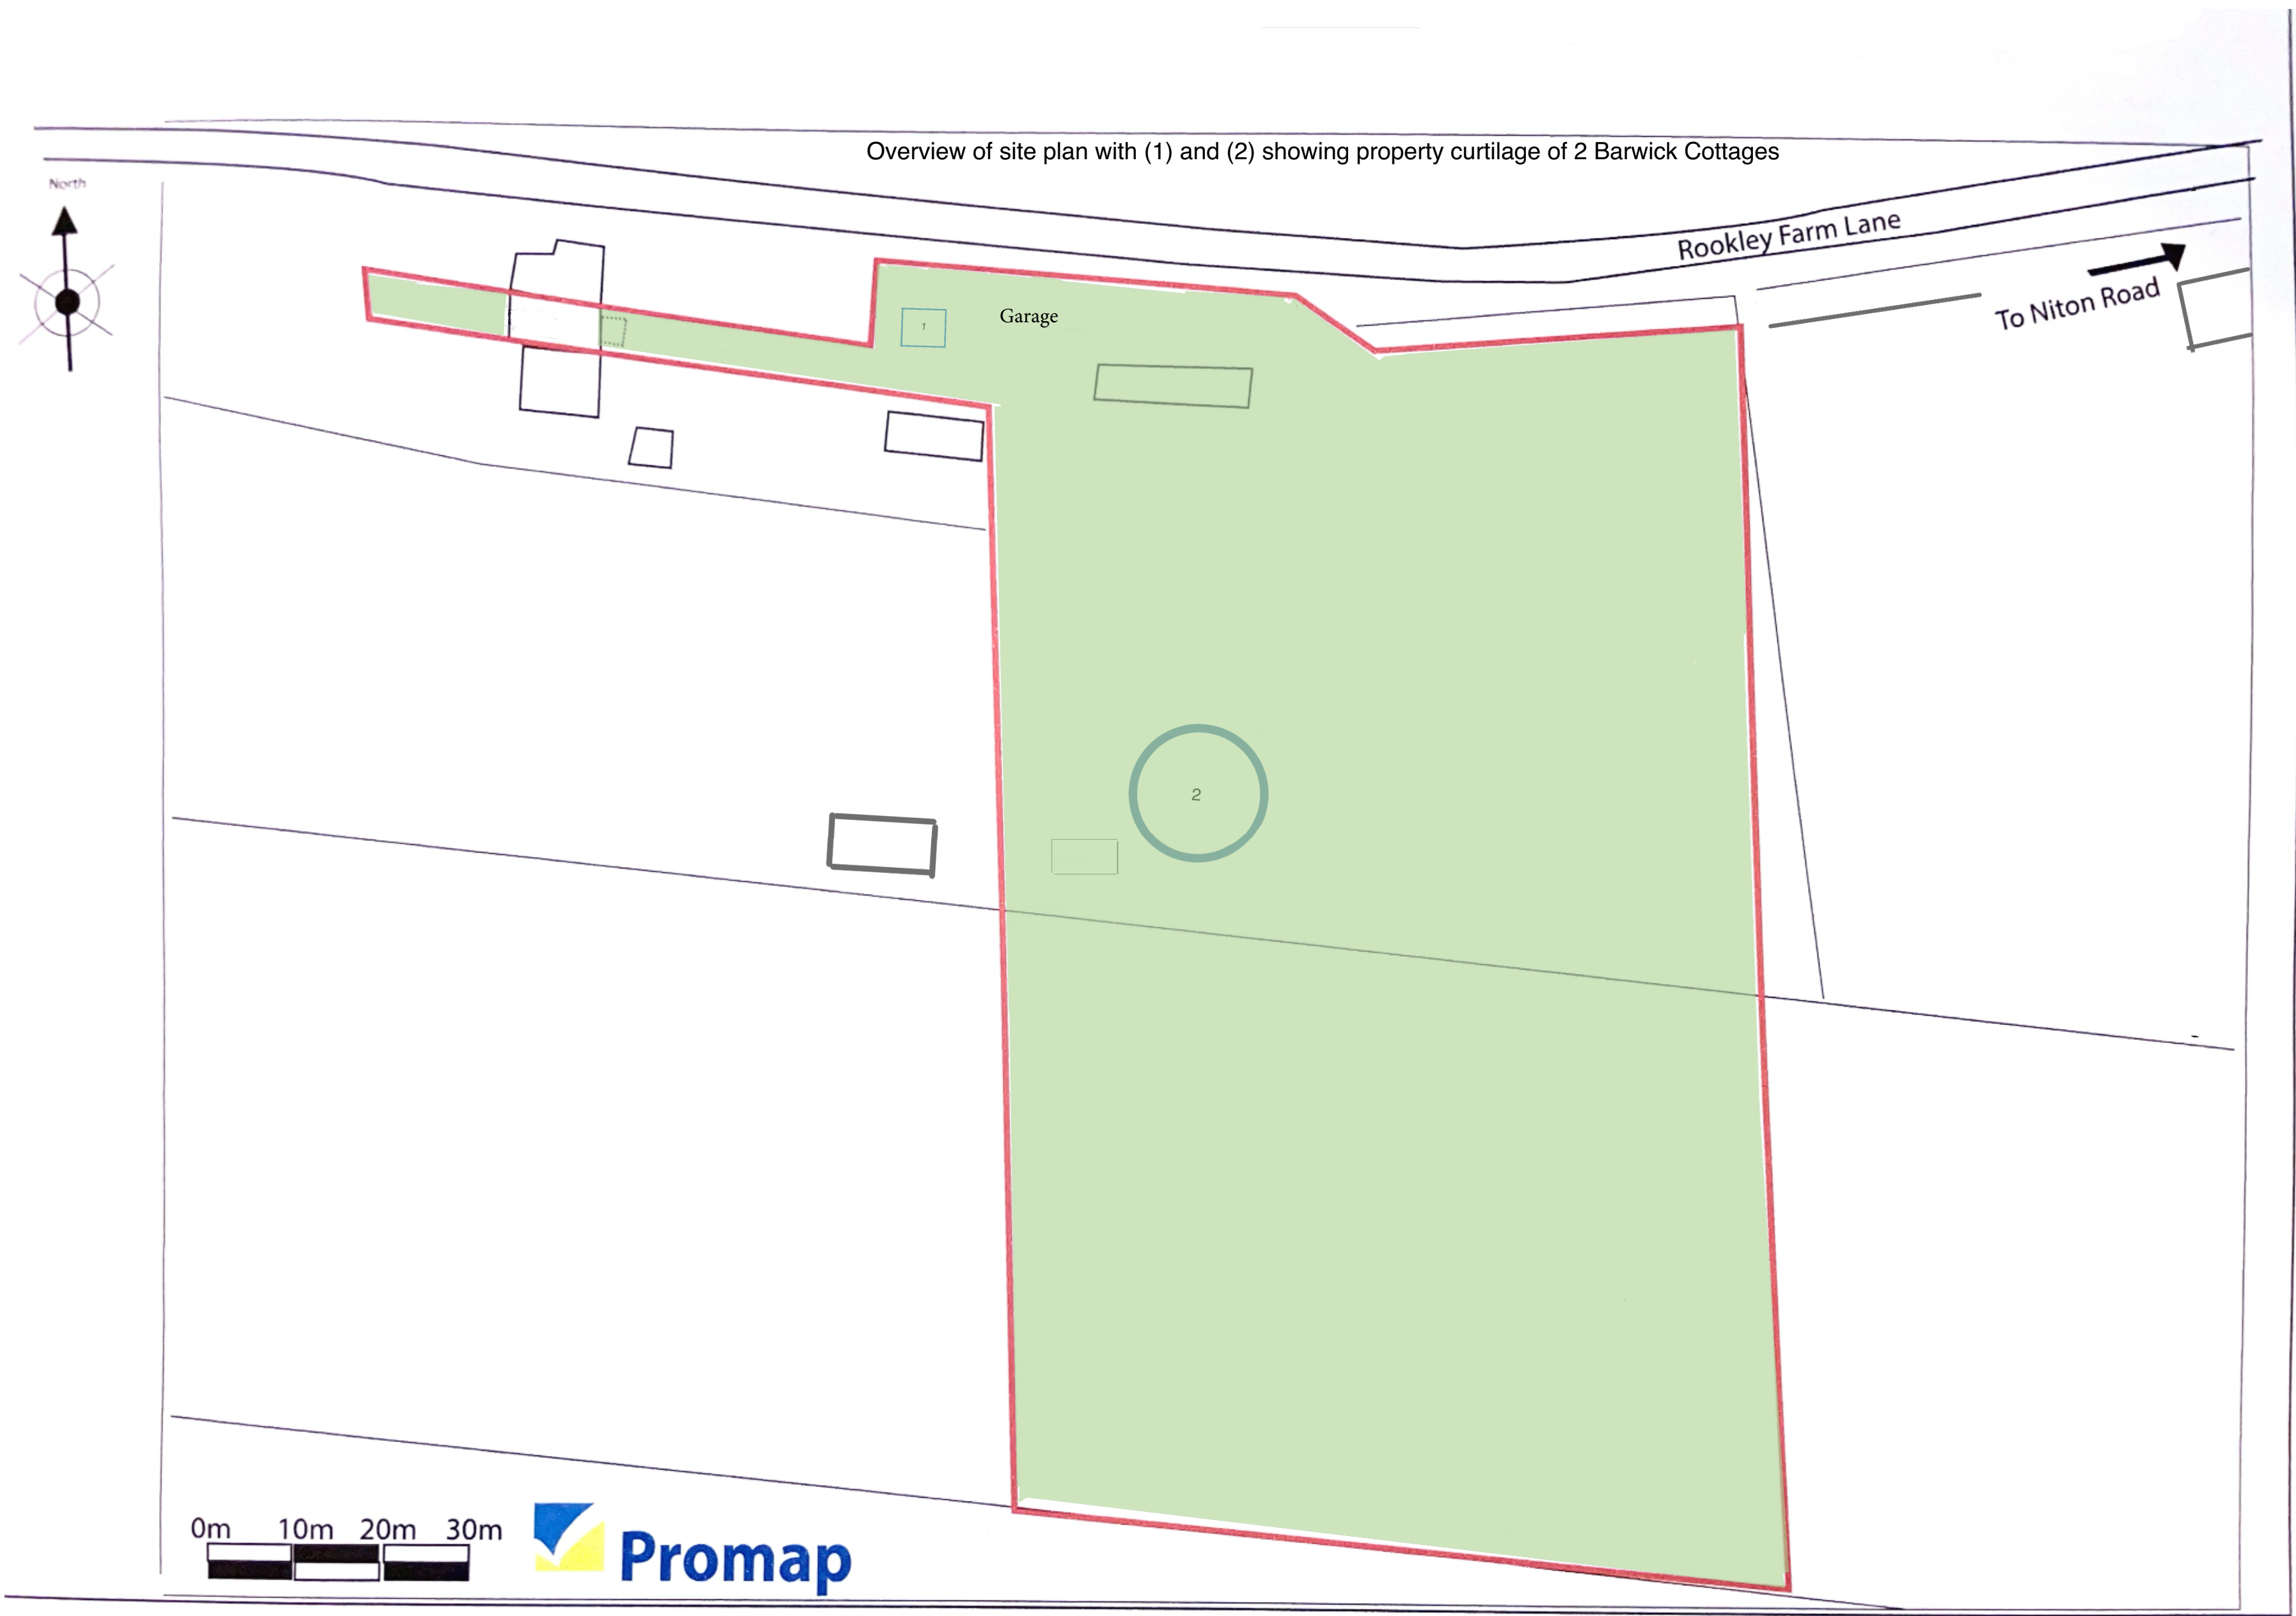 Overview of site plan with (1) and (2) showing property curtilage of 2 Barwick Cottages
North
Rookley Farm Lane
To Niton Road
1
Garage
2
0m 10m 20m 30m
Promap